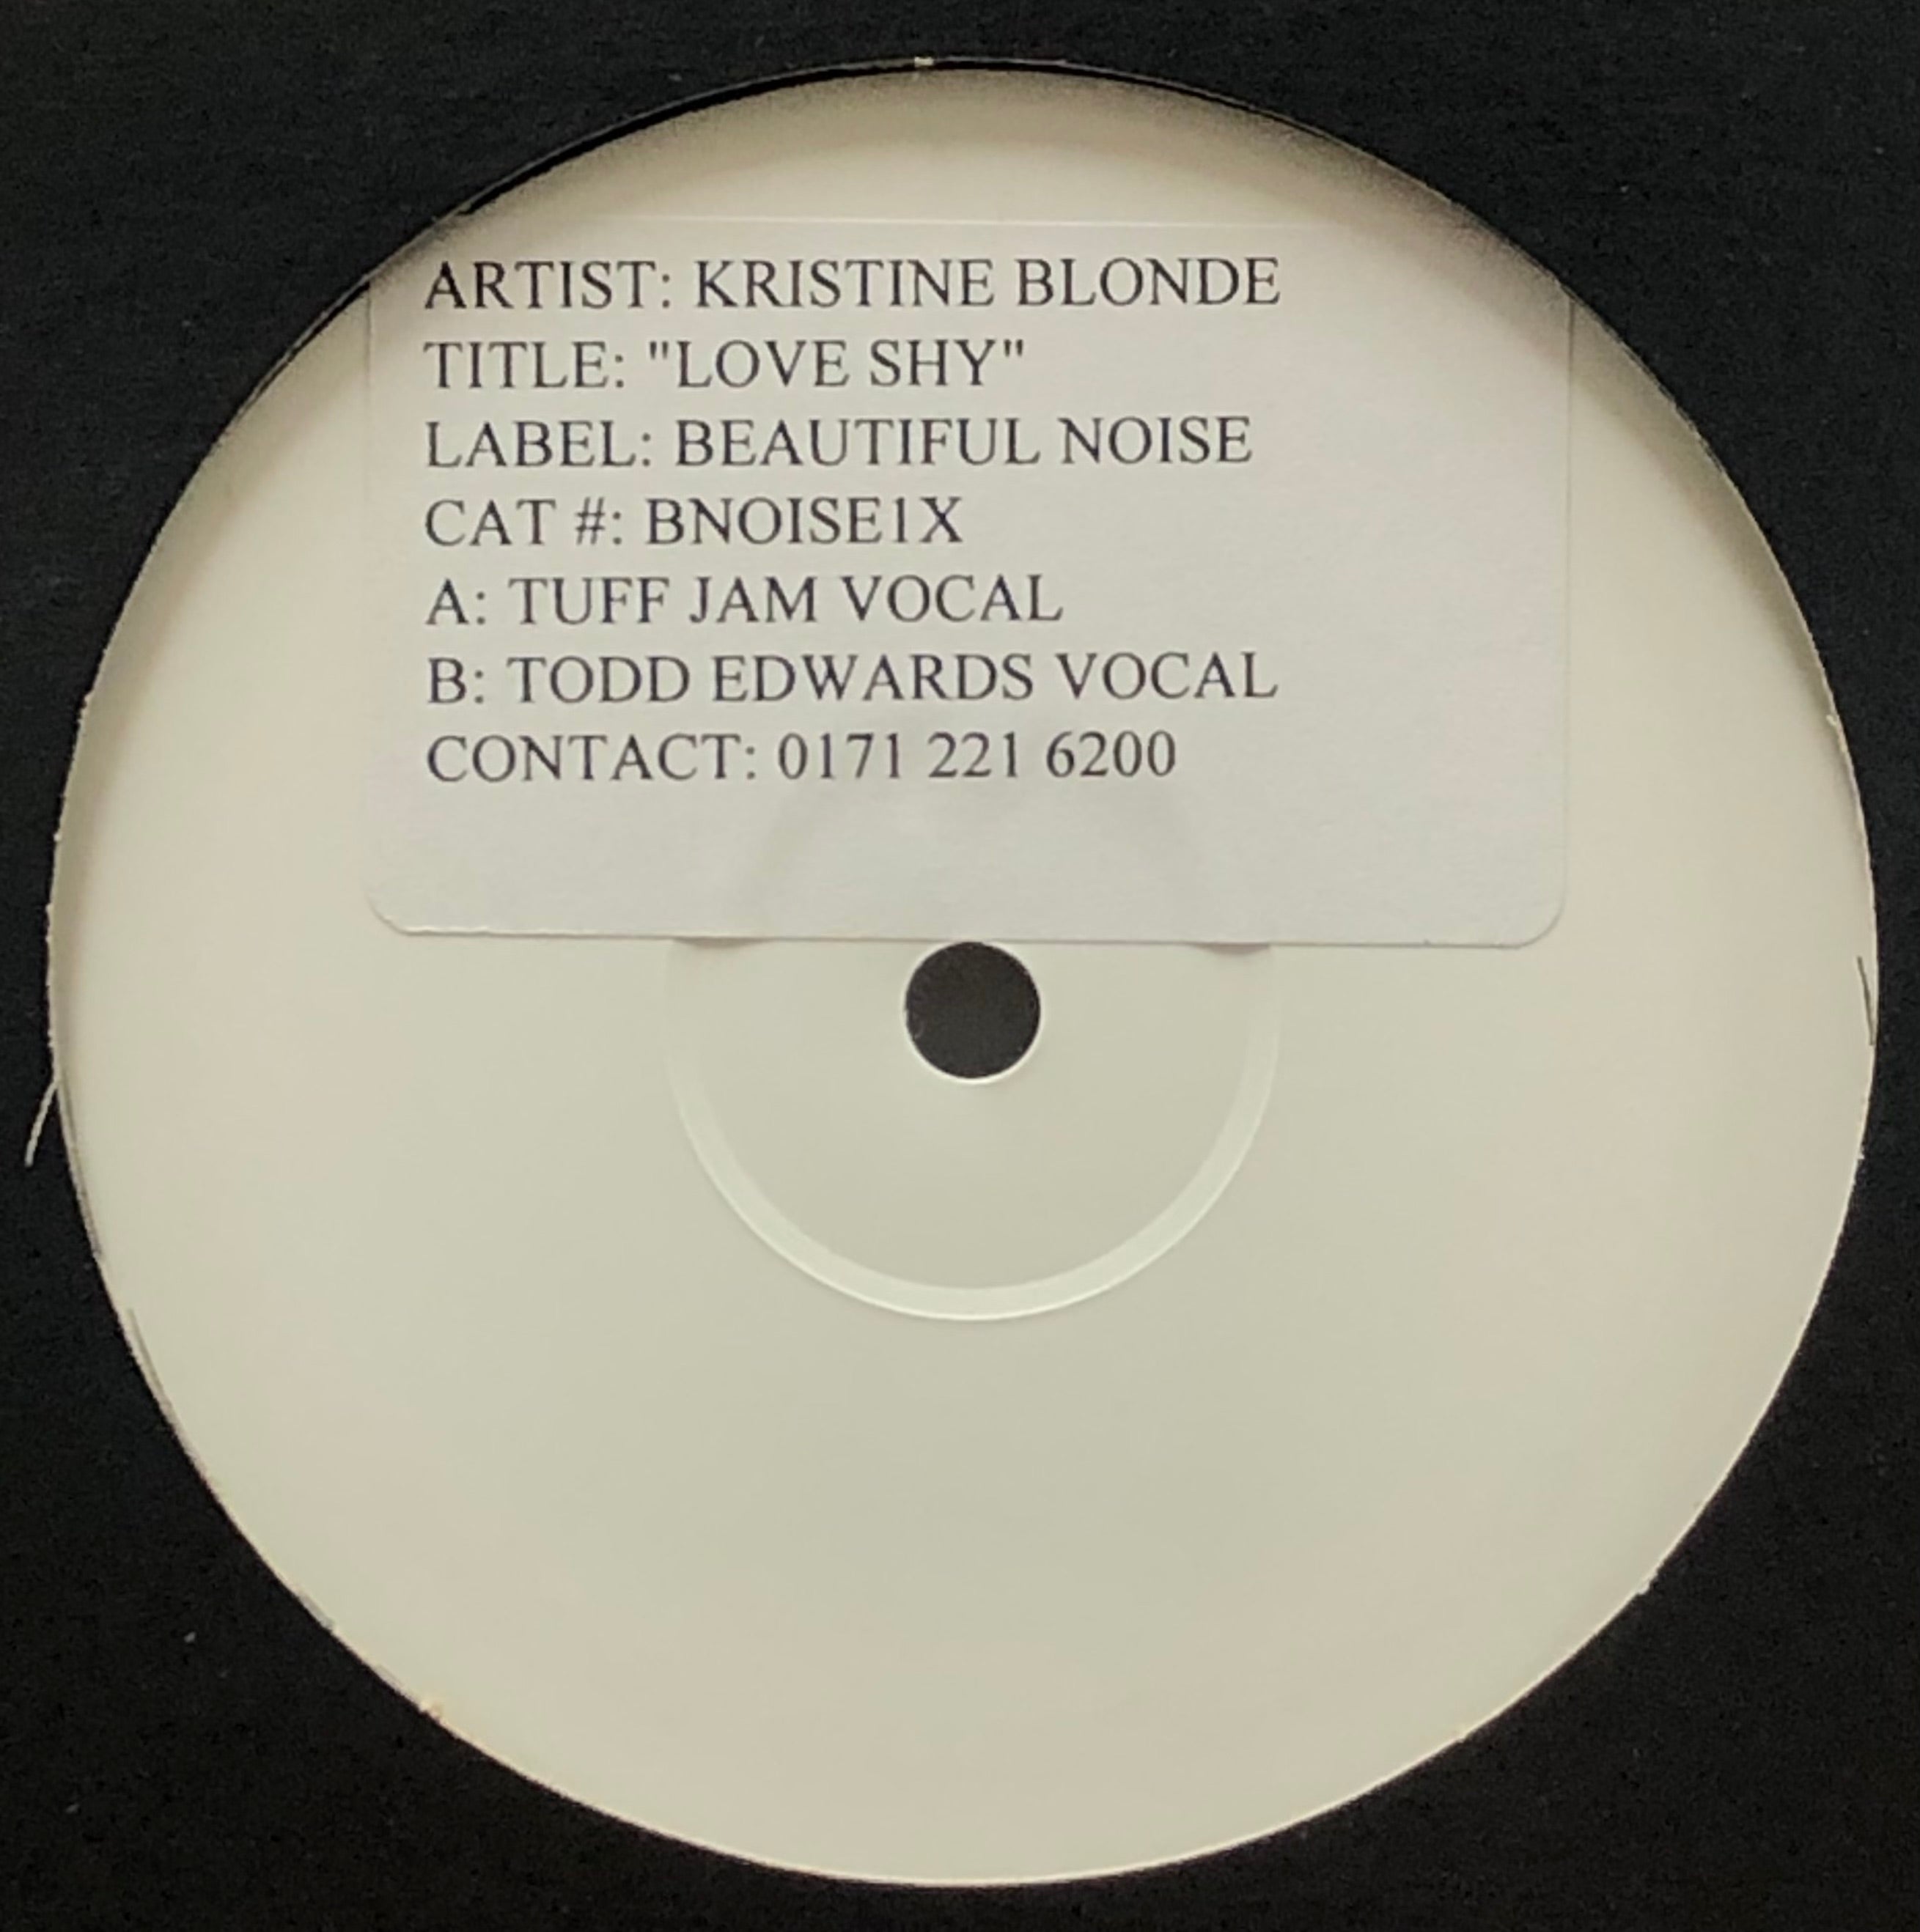 ARTIST: KRISTINE BLONDE
TITLE: "LOVE SHY"
LABEL: BEAUTIFUL NOISE
CAT #: BNOISE1X
A: TUFF JAM VOCAL
B: TODD EDWARDS VOCAL
CONTACT: 0171 221 6200